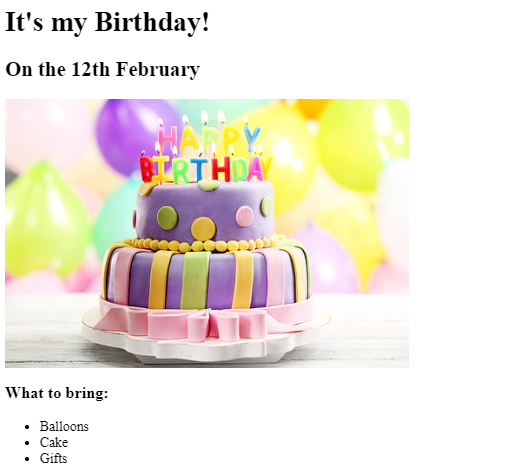 It's my Birthday!
On the 12th February
HAPPY
BIRTHDAY
What to bring:
Balloons
Cake
Gifts